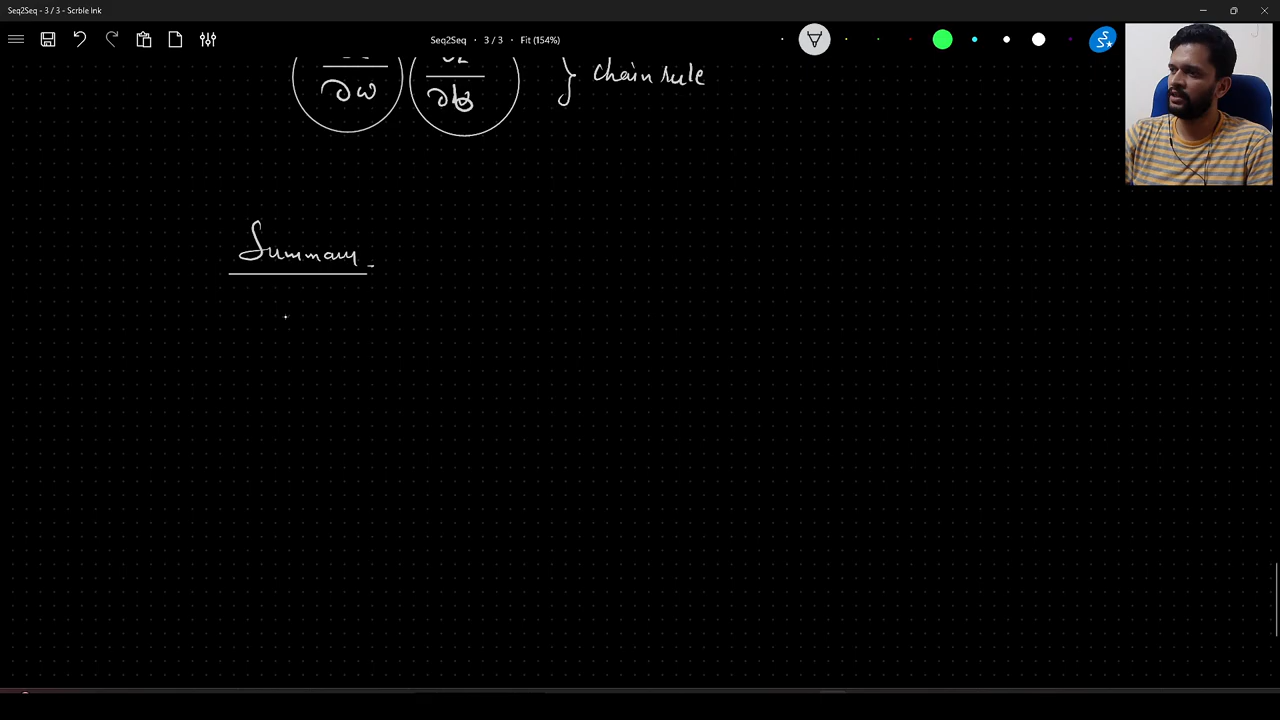 Seq2Seq - 3 / 3 - Scrble Ink
Seq2Seq • 3 / 3 • Fit (154%)
∂w ∂b } chain rule
Summary